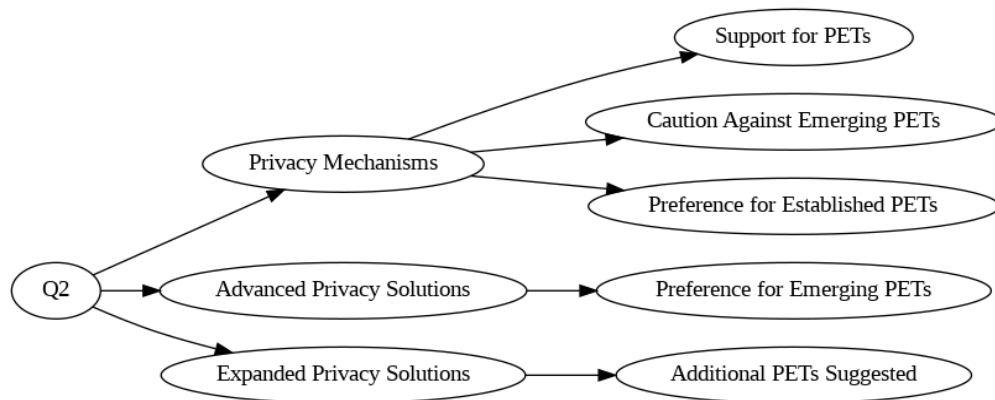 Support for PETs
Caution Against Emerging PETs
Privacy Mechanisms
Preference for Established PETs
Q2
Advanced Privacy Solutions
Preference for Emerging PETs
Expanded Privacy Solutions
Additional PETs Suggested